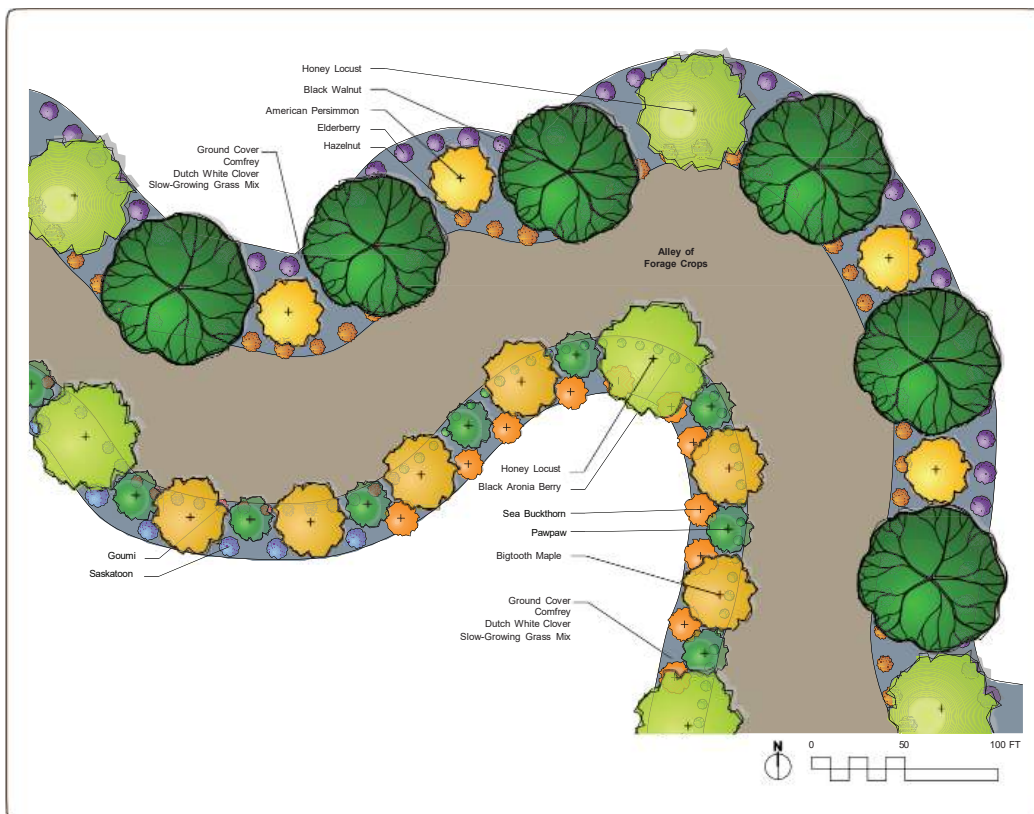 Honey Locust
Black Walnut
American Persimmon
Elderberry
Hazelnut
Ground Cover
Comfrey
Dutch White Clover
Slow-Growing Grass Mix
Alley of
Forage Crops
Honey Locust
Black Aronia Berry
Sea Buckthorn
Pawpaw
Bigtooth Maple
Goumi
Saskatoon
Ground Cover
Comfrey
Dutch White Clover
Slow-Growing Grass Mix
N
0 50 100 FT